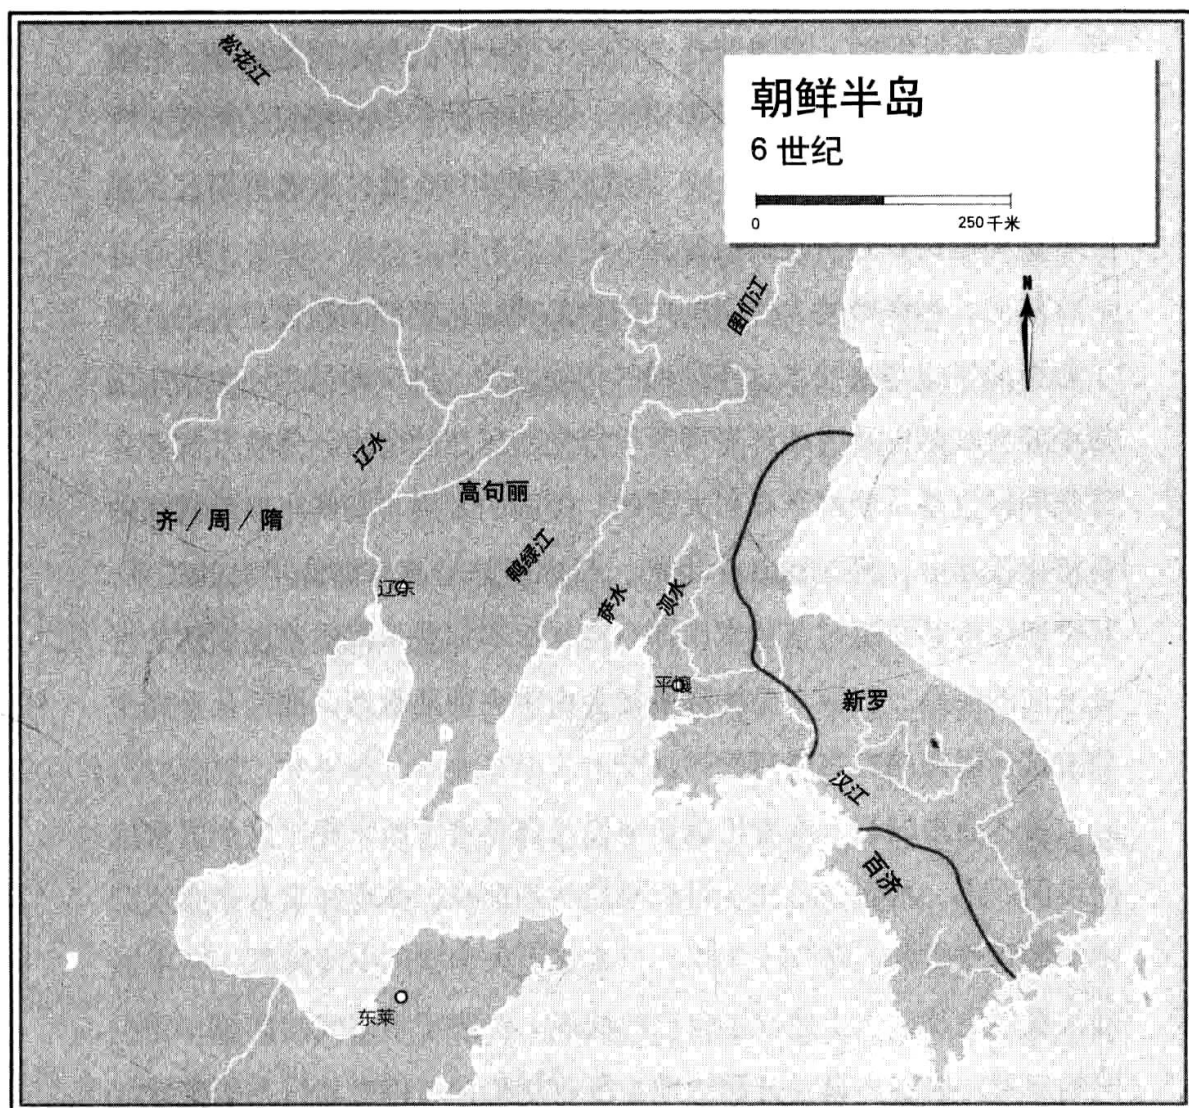 松花江
朝鲜半岛
6 世纪
0
250 千米
N
图们江
辽水
高句丽
齐／周／隋
鸭绿江
辽东
萨水
浿水
平壤
新罗
汉江
百济
东莱